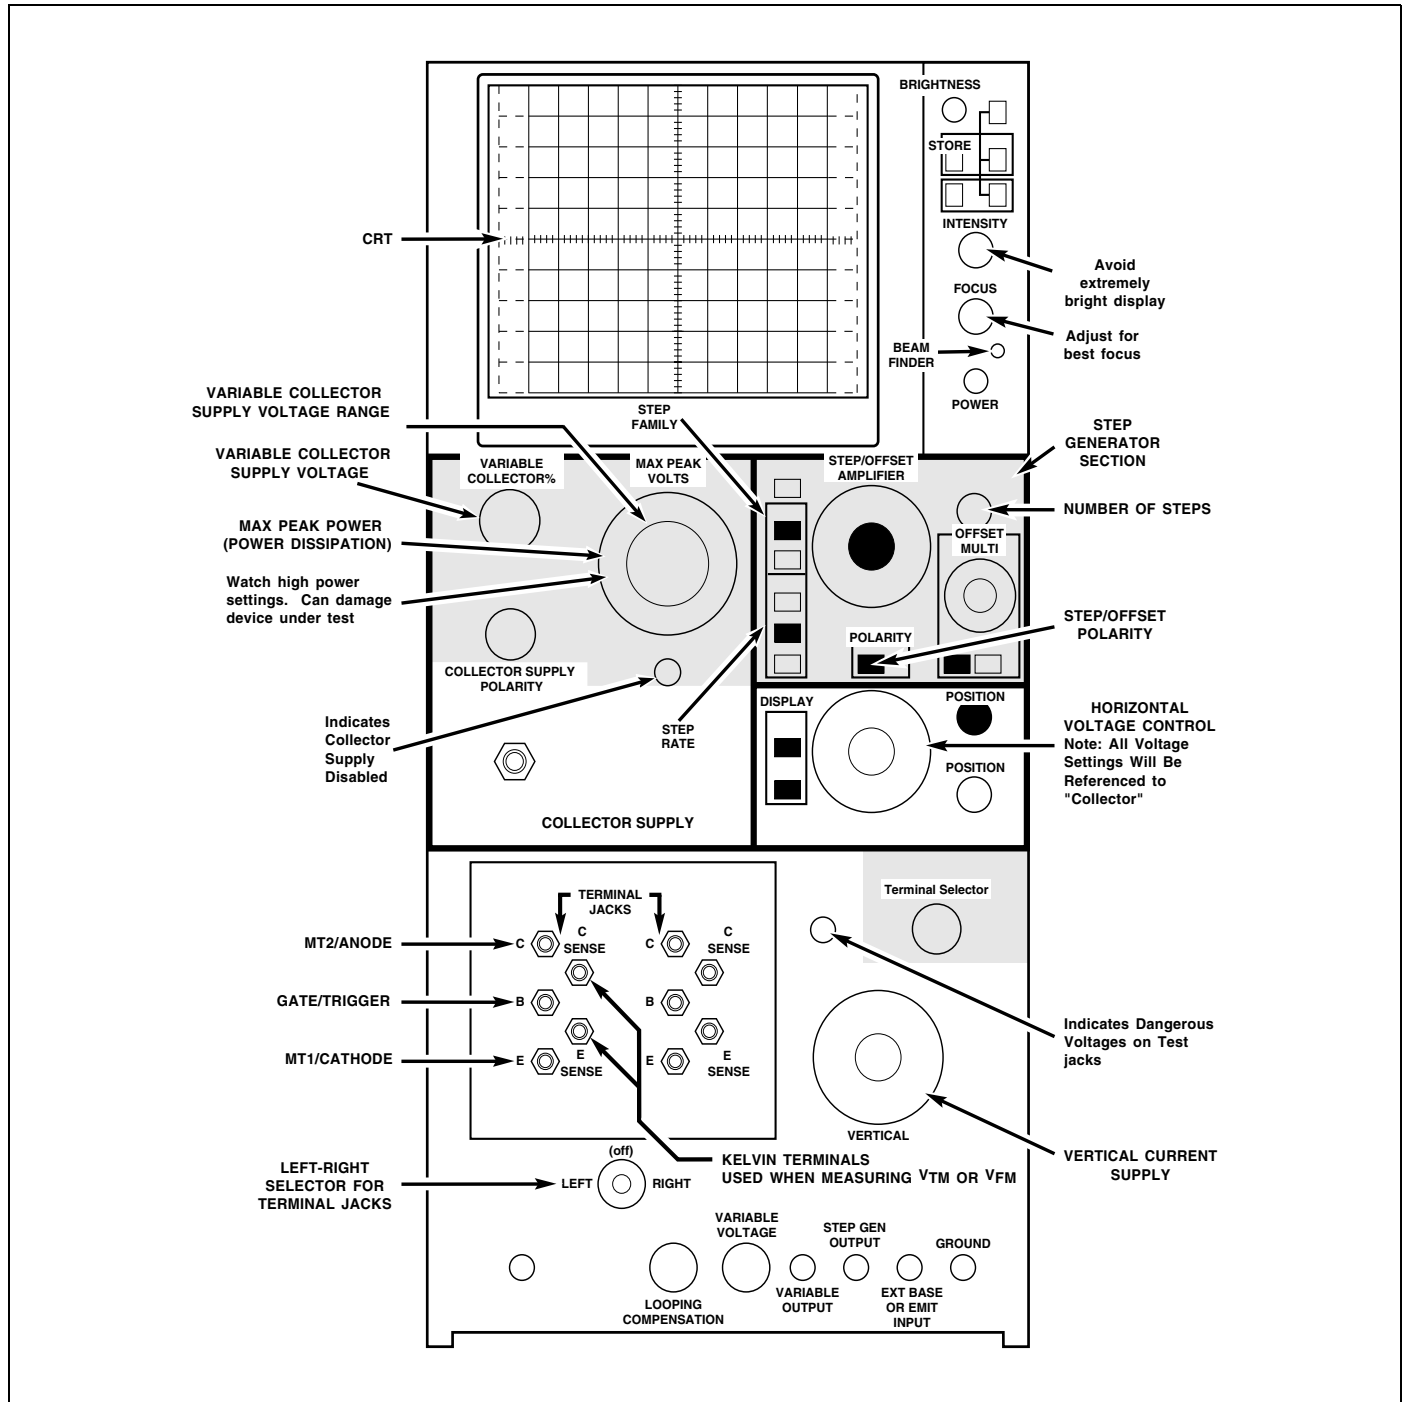 BRIGHTNESS
STORE
INTENSITY
CRT
Avoid
extremely
bright display
FOCUS
Adjust for
best focus
BEAM
FINDER
POWER
VARIABLE COLLECTOR
SUPPLY VOLTAGE RANGE
STEP
FAMILY
STEP
GENERATOR
SECTION
VARIABLE COLLECTOR
SUPPLY VOLTAGE
VARIABLE
COLLECTOR%
MAX PEAK
VOLTS
STEP/OFFSET
AMPLIFIER
NUMBER OF STEPS
MAX PEAK POWER
(POWER DISSIPATION)
OFFSET
MULTI
Watch high power
settings. Can damage
device under test
STEP/OFFSET
POLARITY
POLARITY
COLLECTOR SUPPLY
POLARITY
Indicates
Collector
Supply
Disabled
STEP
RATE
DISPLAY
POSITION
HORIZONTAL
VOLTAGE CONTROL
Note: All Voltage
Settings Will Be
Referenced to
"Collector"
POSITION
COLLECTOR SUPPLY
TERMINAL
JACKS
Terminal Selector
MT2/ANODE
C
C
SENSE
C
C
SENSE
GATE/TRIGGER
B
B
MT1/CATHODE
E
E
SENSE
E
E
SENSE
Indicates Dangerous
Voltages on Test
jacks
VERTICAL
VERTICAL CURRENT
SUPPLY
KELVIN TERMINALS
USED WHEN MEASURING VTM OR VFM
LEFT-RIGHT
SELECTOR FOR
TERMINAL JACKS
(off)
LEFT
RIGHT
VARIABLE
VOLTAGE
STEP GEN
OUTPUT
GROUND
LOOPING
COMPENSATION
VARIABLE
OUTPUT
EXT BASE
OR EMIT
INPUT